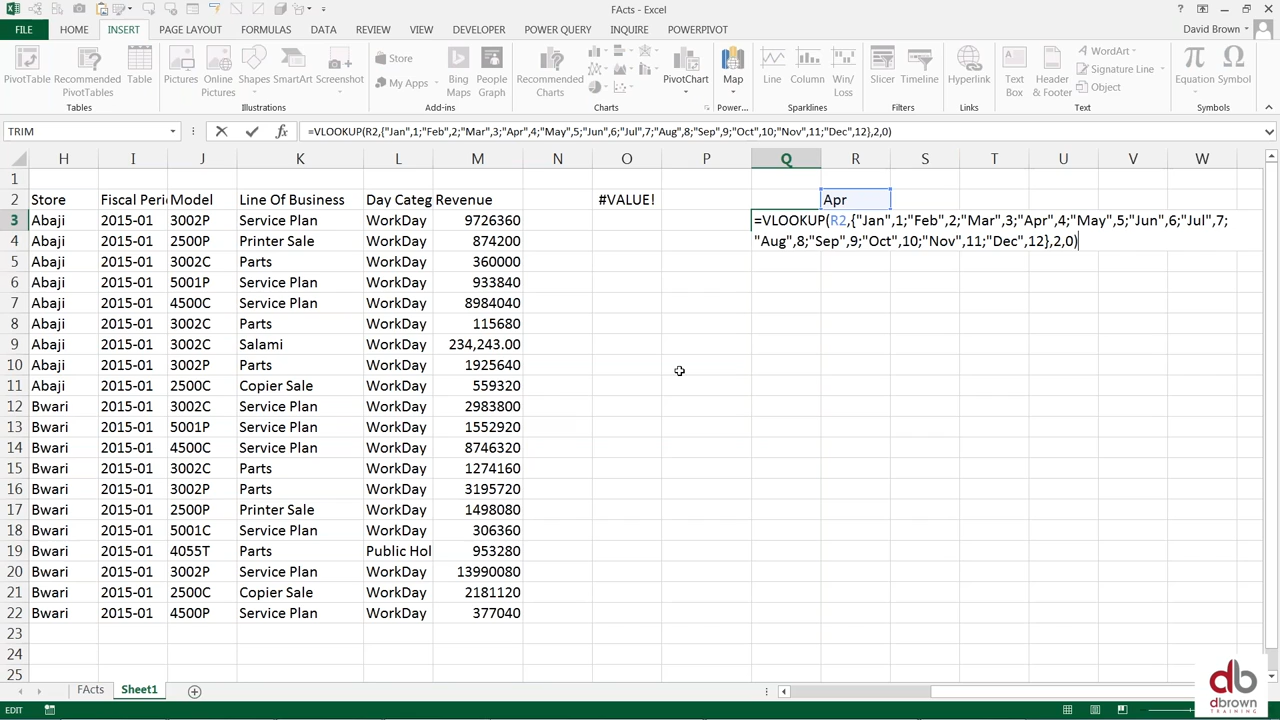 FActs - Excel
FILE HOME INSERT PAGE LAYOUT FORMULAS DATA REVIEW VIEW DEVELOPER POWER QUERY INQUIRE POWERPIVOT David Brown
PivotTable Recommended PivotTables Table Pictures Online Pictures Shapes SmartArt Screenshot Store My Apps Bing Maps People Graph Recommended Charts PivotChart Map Line Column Win/Loss Slicer Timeline Hyperlink Text Box Header & Footer WordArt Signature Line Object Equation Symbol
Tables Illustrations Add-ins Charts Power... Sparklines Filters Links Text Symbols
TRIM =VLOOKUP(R2,{"Jan",1;"Feb",2;"Mar",3;"Apr",4;"May",5;"Jun",6;"Jul",7;"Aug",8;"Sep",9;"Oct",10;"Nov",11;"Dec",12},2,0)
H I J K L M N O P Q R S T U V W
1
2 Store Fiscal Peri Model Line Of Business Day Categ Revenue #VALUE! Apr
3 Abaji 2015-01 3002P Service Plan WorkDay 9726360 =VLOOKUP(R2,{"Jan",1;"Feb",2;"Mar",3;"Apr",4;"May",5;"Jun",6;"Jul",7;
4 Abaji 2015-01 2500P Printer Sale WorkDay 874200 "Aug",8;"Sep",9;"Oct",10;"Nov",11;"Dec",12},2,0)
5 Abaji 2015-01 3002C Parts WorkDay 360000
6 Abaji 2015-01 5001P Service Plan WorkDay 933840
7 Abaji 2015-01 4500C Service Plan WorkDay 8984040
8 Abaji 2015-01 3002C Parts WorkDay 115680
9 Abaji 2015-01 3002C Salami WorkDay 234,243.00
10 Abaji 2015-01 3002P Parts WorkDay 1925640
11 Abaji 2015-01 2500C Copier Sale WorkDay 559320
12 Bwari 2015-01 3002C Service Plan WorkDay 2983800
13 Bwari 2015-01 5001P Service Plan WorkDay 1552920
14 Bwari 2015-01 4500C Service Plan WorkDay 8746320
15 Bwari 2015-01 3002C Parts WorkDay 1274160
16 Bwari 2015-01 3002P Parts WorkDay 3195720
17 Bwari 2015-01 2500P Printer Sale WorkDay 1498080
18 Bwari 2015-01 5001C Service Plan WorkDay 306360
19 Bwari 2015-01 4055T Parts Public Hol 953280
20 Bwari 2015-01 3002P Service Plan WorkDay 13990080
21 Bwari 2015-01 2500C Copier Sale WorkDay 2181120
22 Bwari 2015-01 4500P Service Plan WorkDay 377040
23
24
25
FActs Sheet1
EDIT
db
dbrown
TRAINING